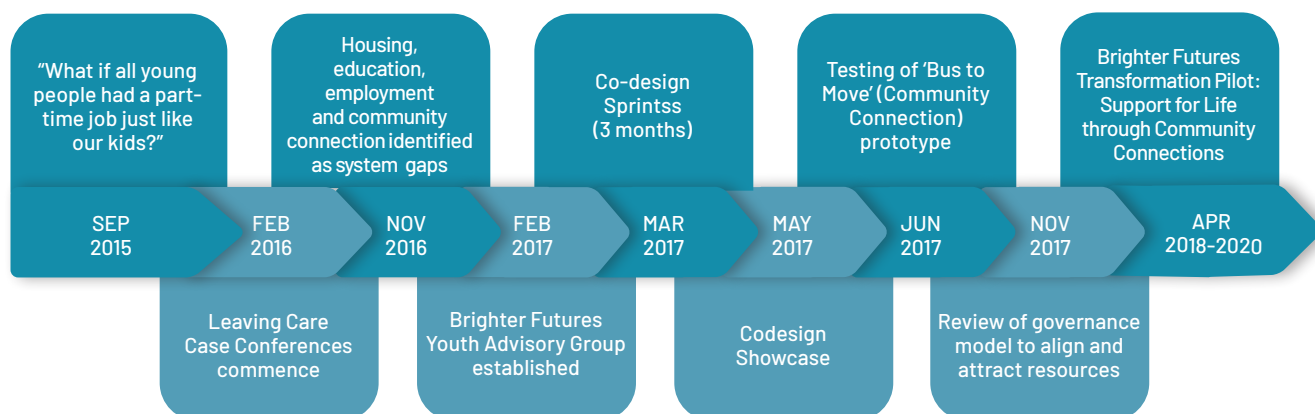 “What if all young
people had a part-
time job just like
our kids?”
Housing,
education,
employment
and community
connection identified
as system gaps
Co-design
Sprintss
(3 months)
Testing of ‘Bus to
Move’ (Community
Connection)
prototype
Brighter Futures
Transformation Pilot:
Support for Life
through Community
Connections
SEP
2015
FEB
2016
NOV
2016
FEB
2017
MAR
2017
MAY
2017
JUN
2017
NOV
2017
APR
2018-2020
Leaving Care
Case Conferences
commence
Brighter Futures
Youth Advisory Group
established
Codesign
Showcase
Review of governance
model to align and
attract resources